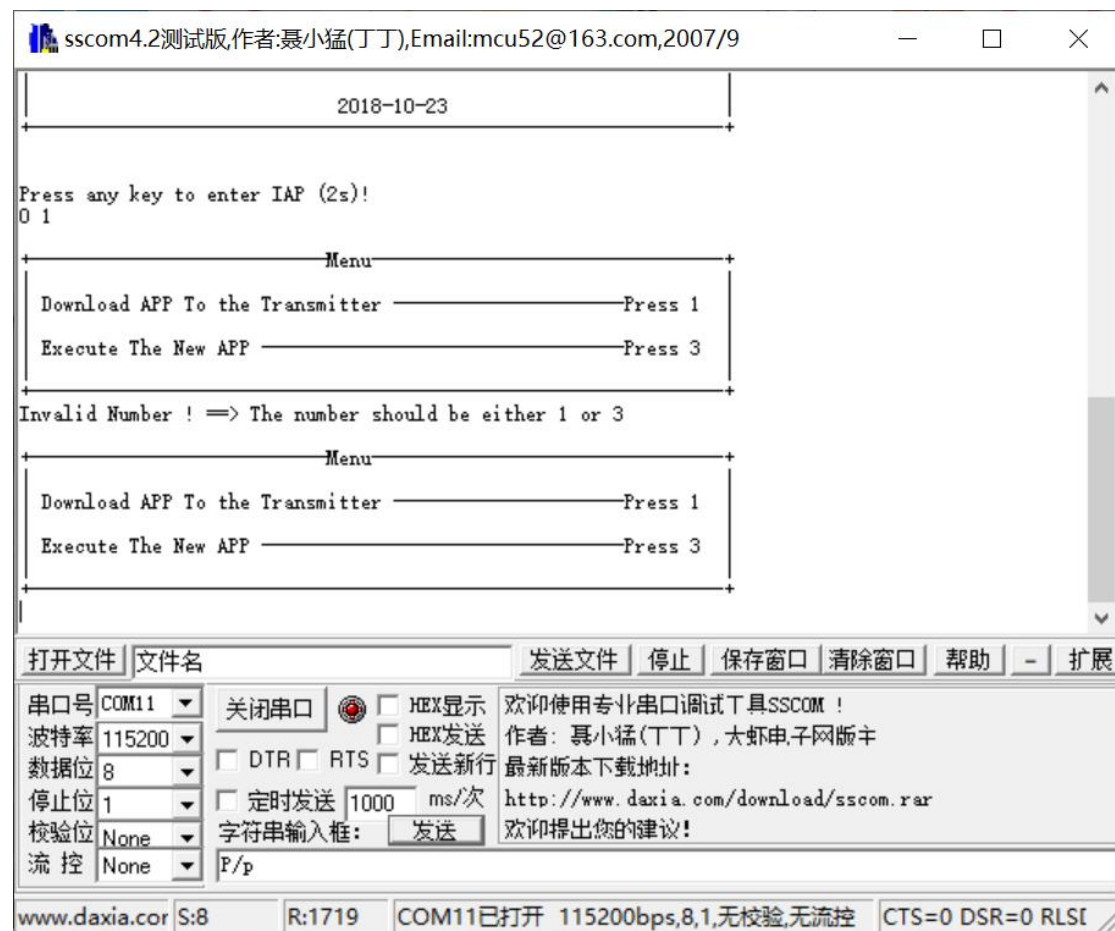 sscom4.2测试版,作者:聂小猛(丁丁),Email:mcu52@163.com,2007/9
2018-10-23
Press any key to enter IAP (2s)!
0 1
Menu
Download APP To the Transmitter Press 1
Execute The New APP Press 3
Invalid Number ! ==> The number should be either 1 or 3
Menu
Download APP To the Transmitter Press 1
Execute The New APP Press 3
打开文件 文件名 发送文件 停止 保存窗口 清除窗口 帮助 - 扩展
串口号 COM11 关闭串口 HEX显示 欢迎使用专业串口调试工具SSCOM !
波特率 115200 HEX发送 作者: 聂小猛(丁丁) ,大虾电子网版主
数据位 8 DTR RTS 发送新行 最新版本下载地址:
停止位 1 定时发送 1000 ms/次 http://www.daxia.com/download/sscom.rar
校验位 None 字符串输入框: 发送 欢迎提出您的建议!
流 控 None P/p
www.daxia.cor S:8 R:1719 COM11已打开 115200bps,8,1,无校验,无流控 CTS=0 DSR=0 RLSI